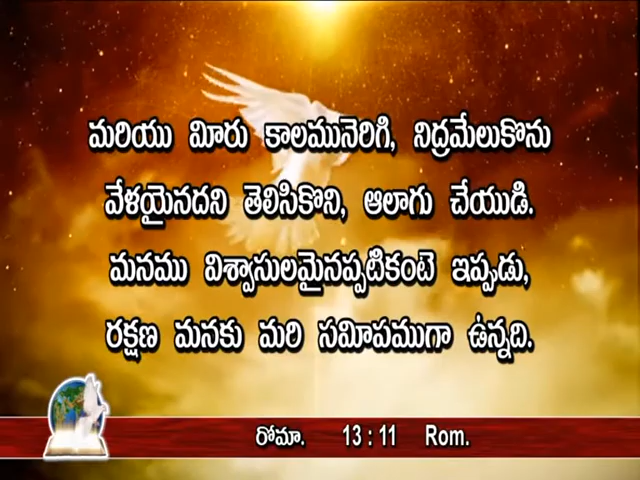 మరియు మీరు కాలమునెరిగి, నిద్రమేలుకొను
వేళయైనదని తెలిసికొని, ఆలాగు చేయుడి.
మనము విశ్వాసులమైనప్పటికంటె ఇప్పుడు,
రక్షణ మనకు మరి సమీపముగా ఉన్నది.
రోమా. 13 : 11 Rom.